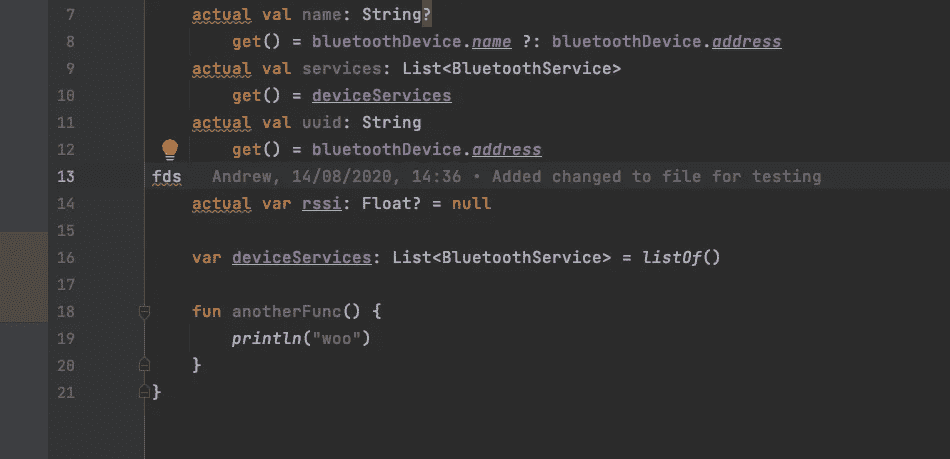 7 actual val name: String?
8 get() = bluetoothDevice.name ?: bluetoothDevice.address
9 actual val services: List<BluetoothService>
10 get() = deviceServices
11 actual val uuid: String
12 get() = bluetoothDevice.address
13 fds Andrew, 14/08/2020, 14:36 • Added changed to file for testing
14 actual var rssi: Float? = null
15
16 var deviceServices: List<BluetoothService> = listOf()
17
18 fun anotherFunc() {
19 println("woo")
20 }
21 }